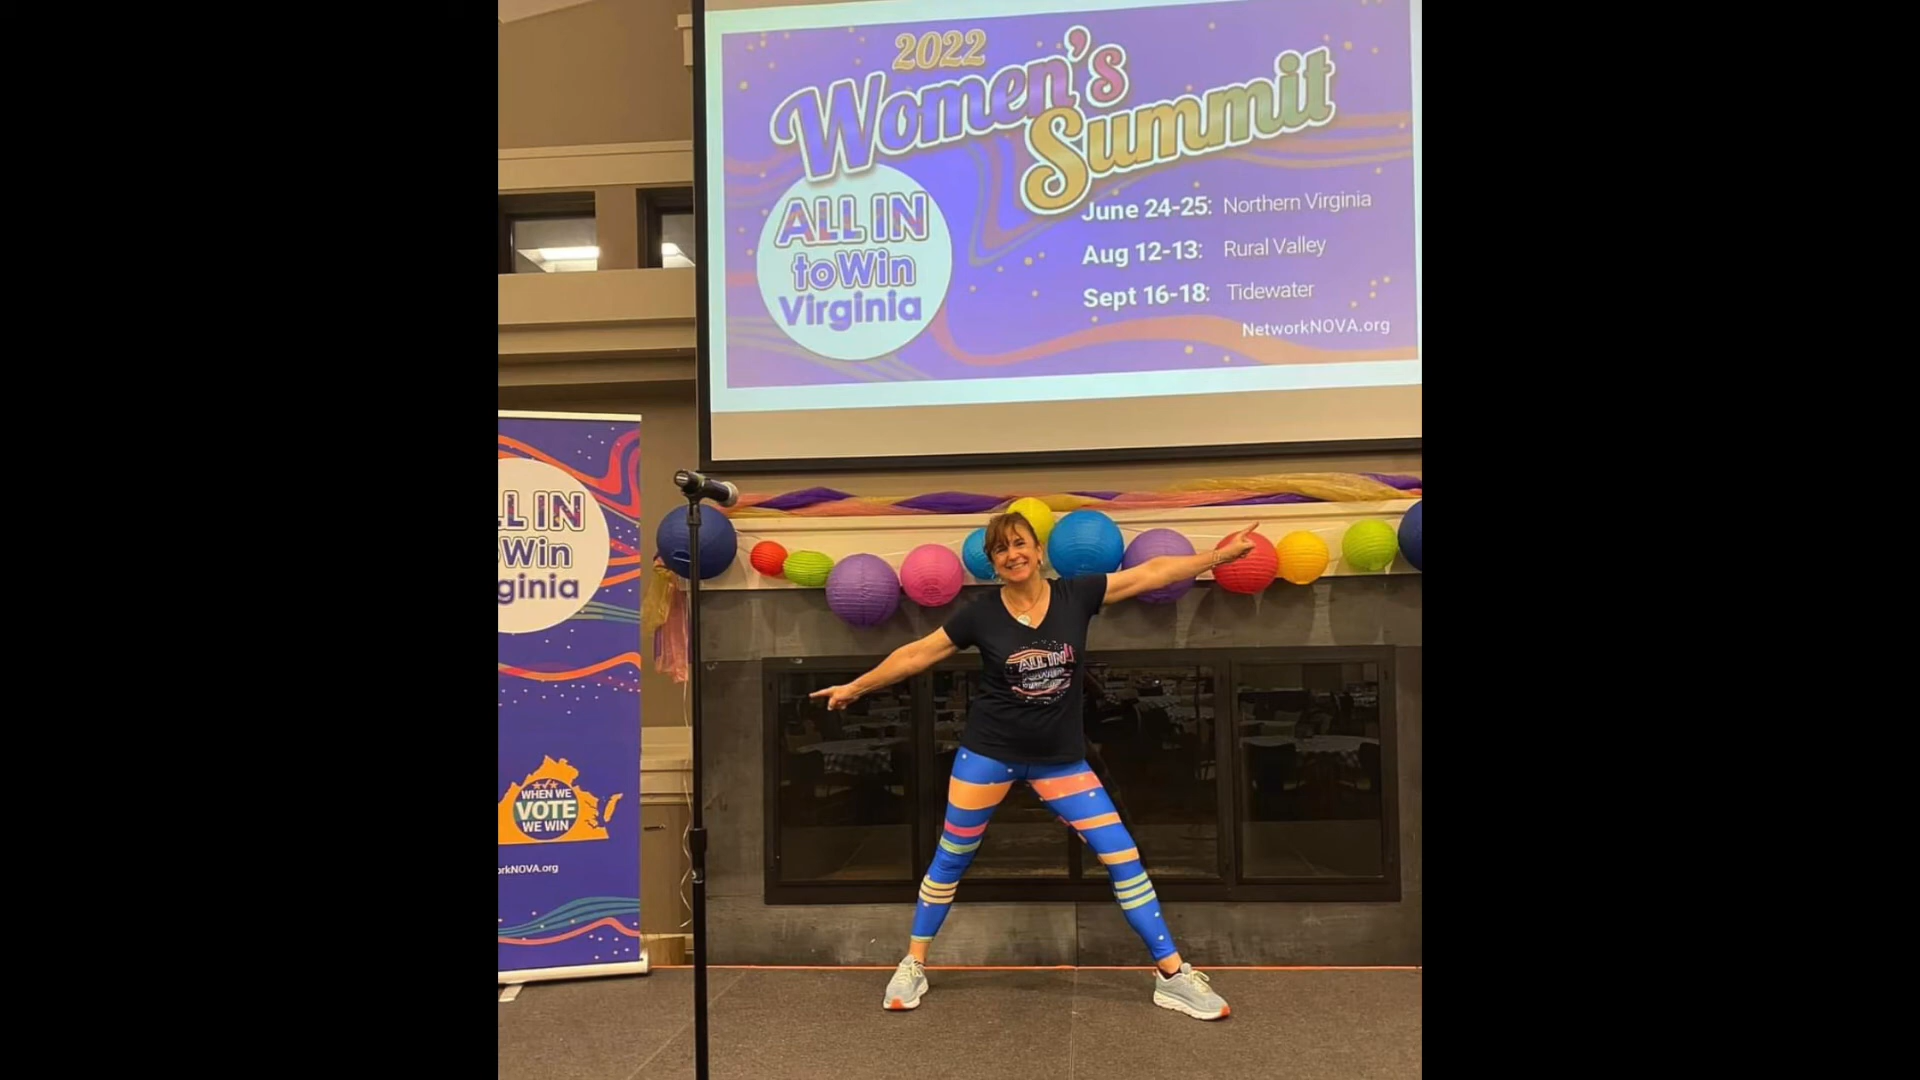 2022
Women's
Summit
ALL IN
to Win
Virginia
June 24-25: Northern Virginia
Aug 12-13: Rural Valley
Sept 16-18: Tidewater
NetworkNOVA.org
LL IN
Win
ginia
WHEN WE
VOTE
WE WIN
orkNOVA.org
ALL IN